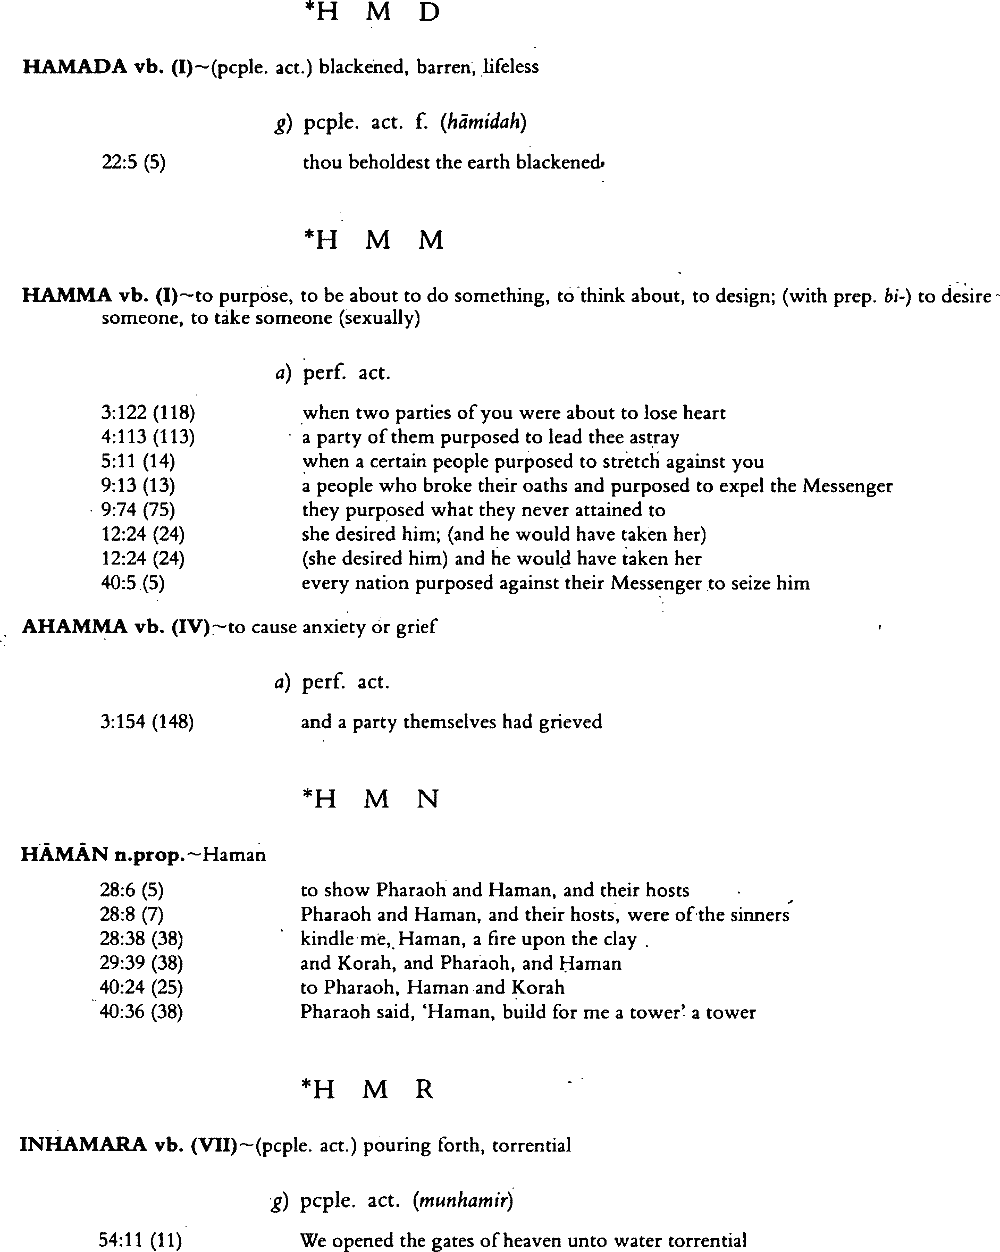 *H M D
HAMADA vb. (I)~(pcple. act.) blackened, barren, lifeless
g) pcple. act. f. (hāmidah)
22:5 (5) thou beholdest the earth blackened
*H M M
HAMMA vb. (I)~to purpose, to be about to do something, to think about, to design; (with prep. bi-) to desire
someone, to take someone (sexually)
a) perf. act.
3:122 (118) when two parties of you were about to lose heart
4:113 (113) a party of them purposed to lead thee astray
5:11 (14) when a certain people purposed to stretch against you
9:13 (13) a people who broke their oaths and purposed to expel the Messenger
9:74 (75) they purposed what they never attained to
12:24 (24) she desired him; (and he would have taken her)
12:24 (24) (she desired him) and he would have taken her
40:5 (5) every nation purposed against their Messenger to seize him
AHAMMA vb. (IV)~to cause anxiety or grief
a) perf. act.
3:154 (148) and a party themselves had grieved
*H M N
HĀMĀN n.prop.~Haman
28:6 (5) to show Pharaoh and Haman, and their hosts
28:8 (7) Pharaoh and Haman, and their hosts, were of the sinners
28:38 (38) kindle me, Haman, a fire upon the clay
29:39 (38) and Korah, and Pharaoh, and Haman
40:24 (25) to Pharaoh, Haman and Korah
40:36 (38) Pharaoh said, 'Haman, build for me a tower' a tower
*H M R
INHAMARA vb. (VII)~(pcple. act.) pouring forth, torrential
g) pcple. act. (munhamir)
54:11 (11) We opened the gates of heaven unto water torrential